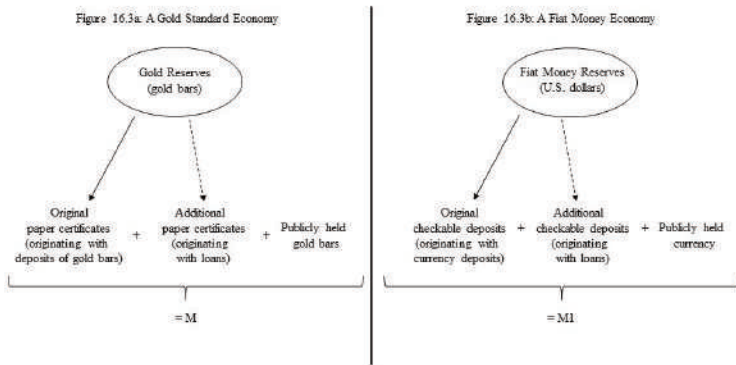 Figure 16.3a: A Gold Standard Economy
Gold Reserves
(gold bars)
Original
paper certificates
(originating with
deposits of gold bars)
+
Additional
paper certificates
(originating
with loans)
+
Publicly held
gold bars
= M
Figure 16.3b: A Fiat Money Economy
Fiat Money Reserves
(U.S. dollars)
Original
checkable deposits
(originating with
currency deposits)
+
Additional
checkable deposits
(originating
with loans)
+
Publicly held
currency
= M1